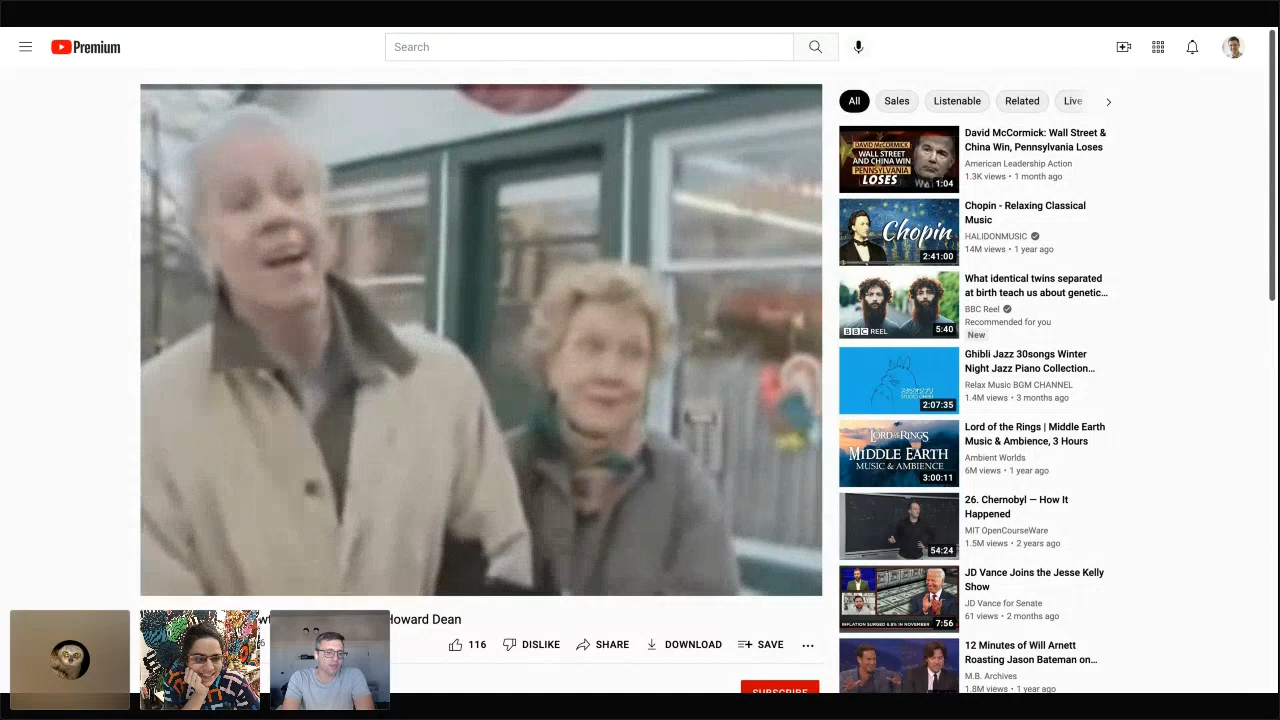 Premium
Search
All
Sales
Listenable
Related
Live
DAVID McCORMICK:
WALL STREET
AND CHINA WIN
PENNSYLVANIA
LOSES
1:04
David McCormick: Wall Street &
China Win, Pennsylvania Loses
American Leadership Action
1.3K views • 1 month ago
Chopin
2:41:00
Chopin - Relaxing Classical
Music
HALIDONMUSIC
14M views • 1 year ago
BBC REEL
5:40
What identical twins separated
at birth teach us about genetic...
BBC Reel
Recommended for you
New
2:07:35
Ghibli Jazz 30songs Winter
Night Jazz Piano Collection...
Relax Music BGM CHANNEL
1.4M views • 3 months ago
LORD OF THE RINGS
MIDDLE EARTH
MUSIC & AMBIENCE
3:00:11
Lord of the Rings | Middle Earth
Music & Ambience, 3 Hours
Ambient Worlds
6M views • 1 year ago
54:24
26. Chernobyl — How It
Happened
MIT OpenCourseWare
1.5M views • 2 years ago
INFLATION SURGED 6.8% IN NOVEMBER
7:56
JD Vance Joins the Jesse Kelly
Show
JD Vance for Senate
61 views • 2 months ago
12 Minutes of Will Arnett
Roasting Jason Bateman on...
M.B. Archives
1.8M views • 1 year ago
Howard Dean
116
DISLIKE
SHARE
DOWNLOAD
SAVE
SUBSCRIBE